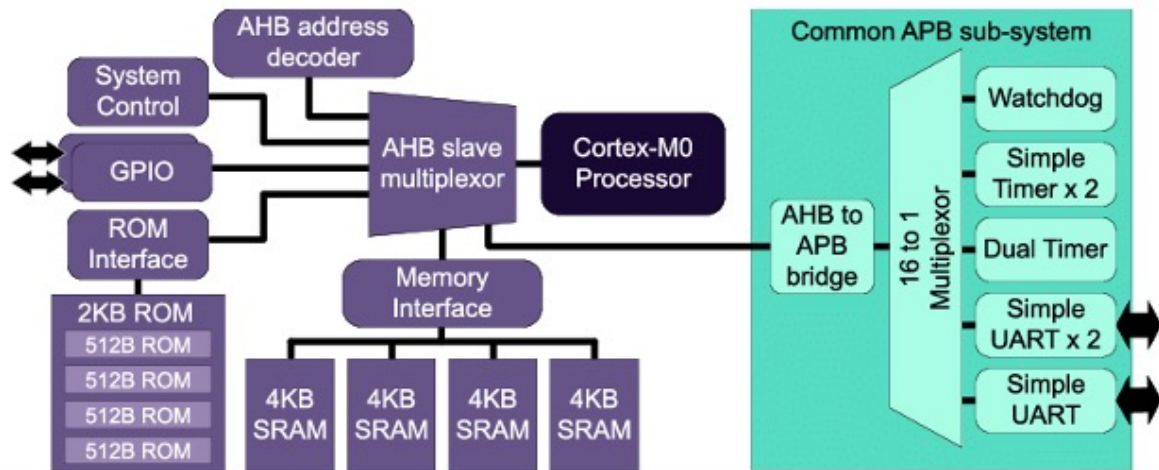 AHB address
decoder
System
Control
GPIO
ROM
Interface
2KB ROM
512B ROM
512B ROM
512B ROM
512B ROM
AHB slave
multiplexor
Cortex-M0
Processor
Memory
Interface
4KB
SRAM
4KB
SRAM
4KB
SRAM
4KB
SRAM
Common APB sub-system
AHB to
APB
bridge
16 to 1
Multiplexor
Watchdog
Simple
Timer x 2
Dual Timer
Simple
UART x 2
Simple
UART